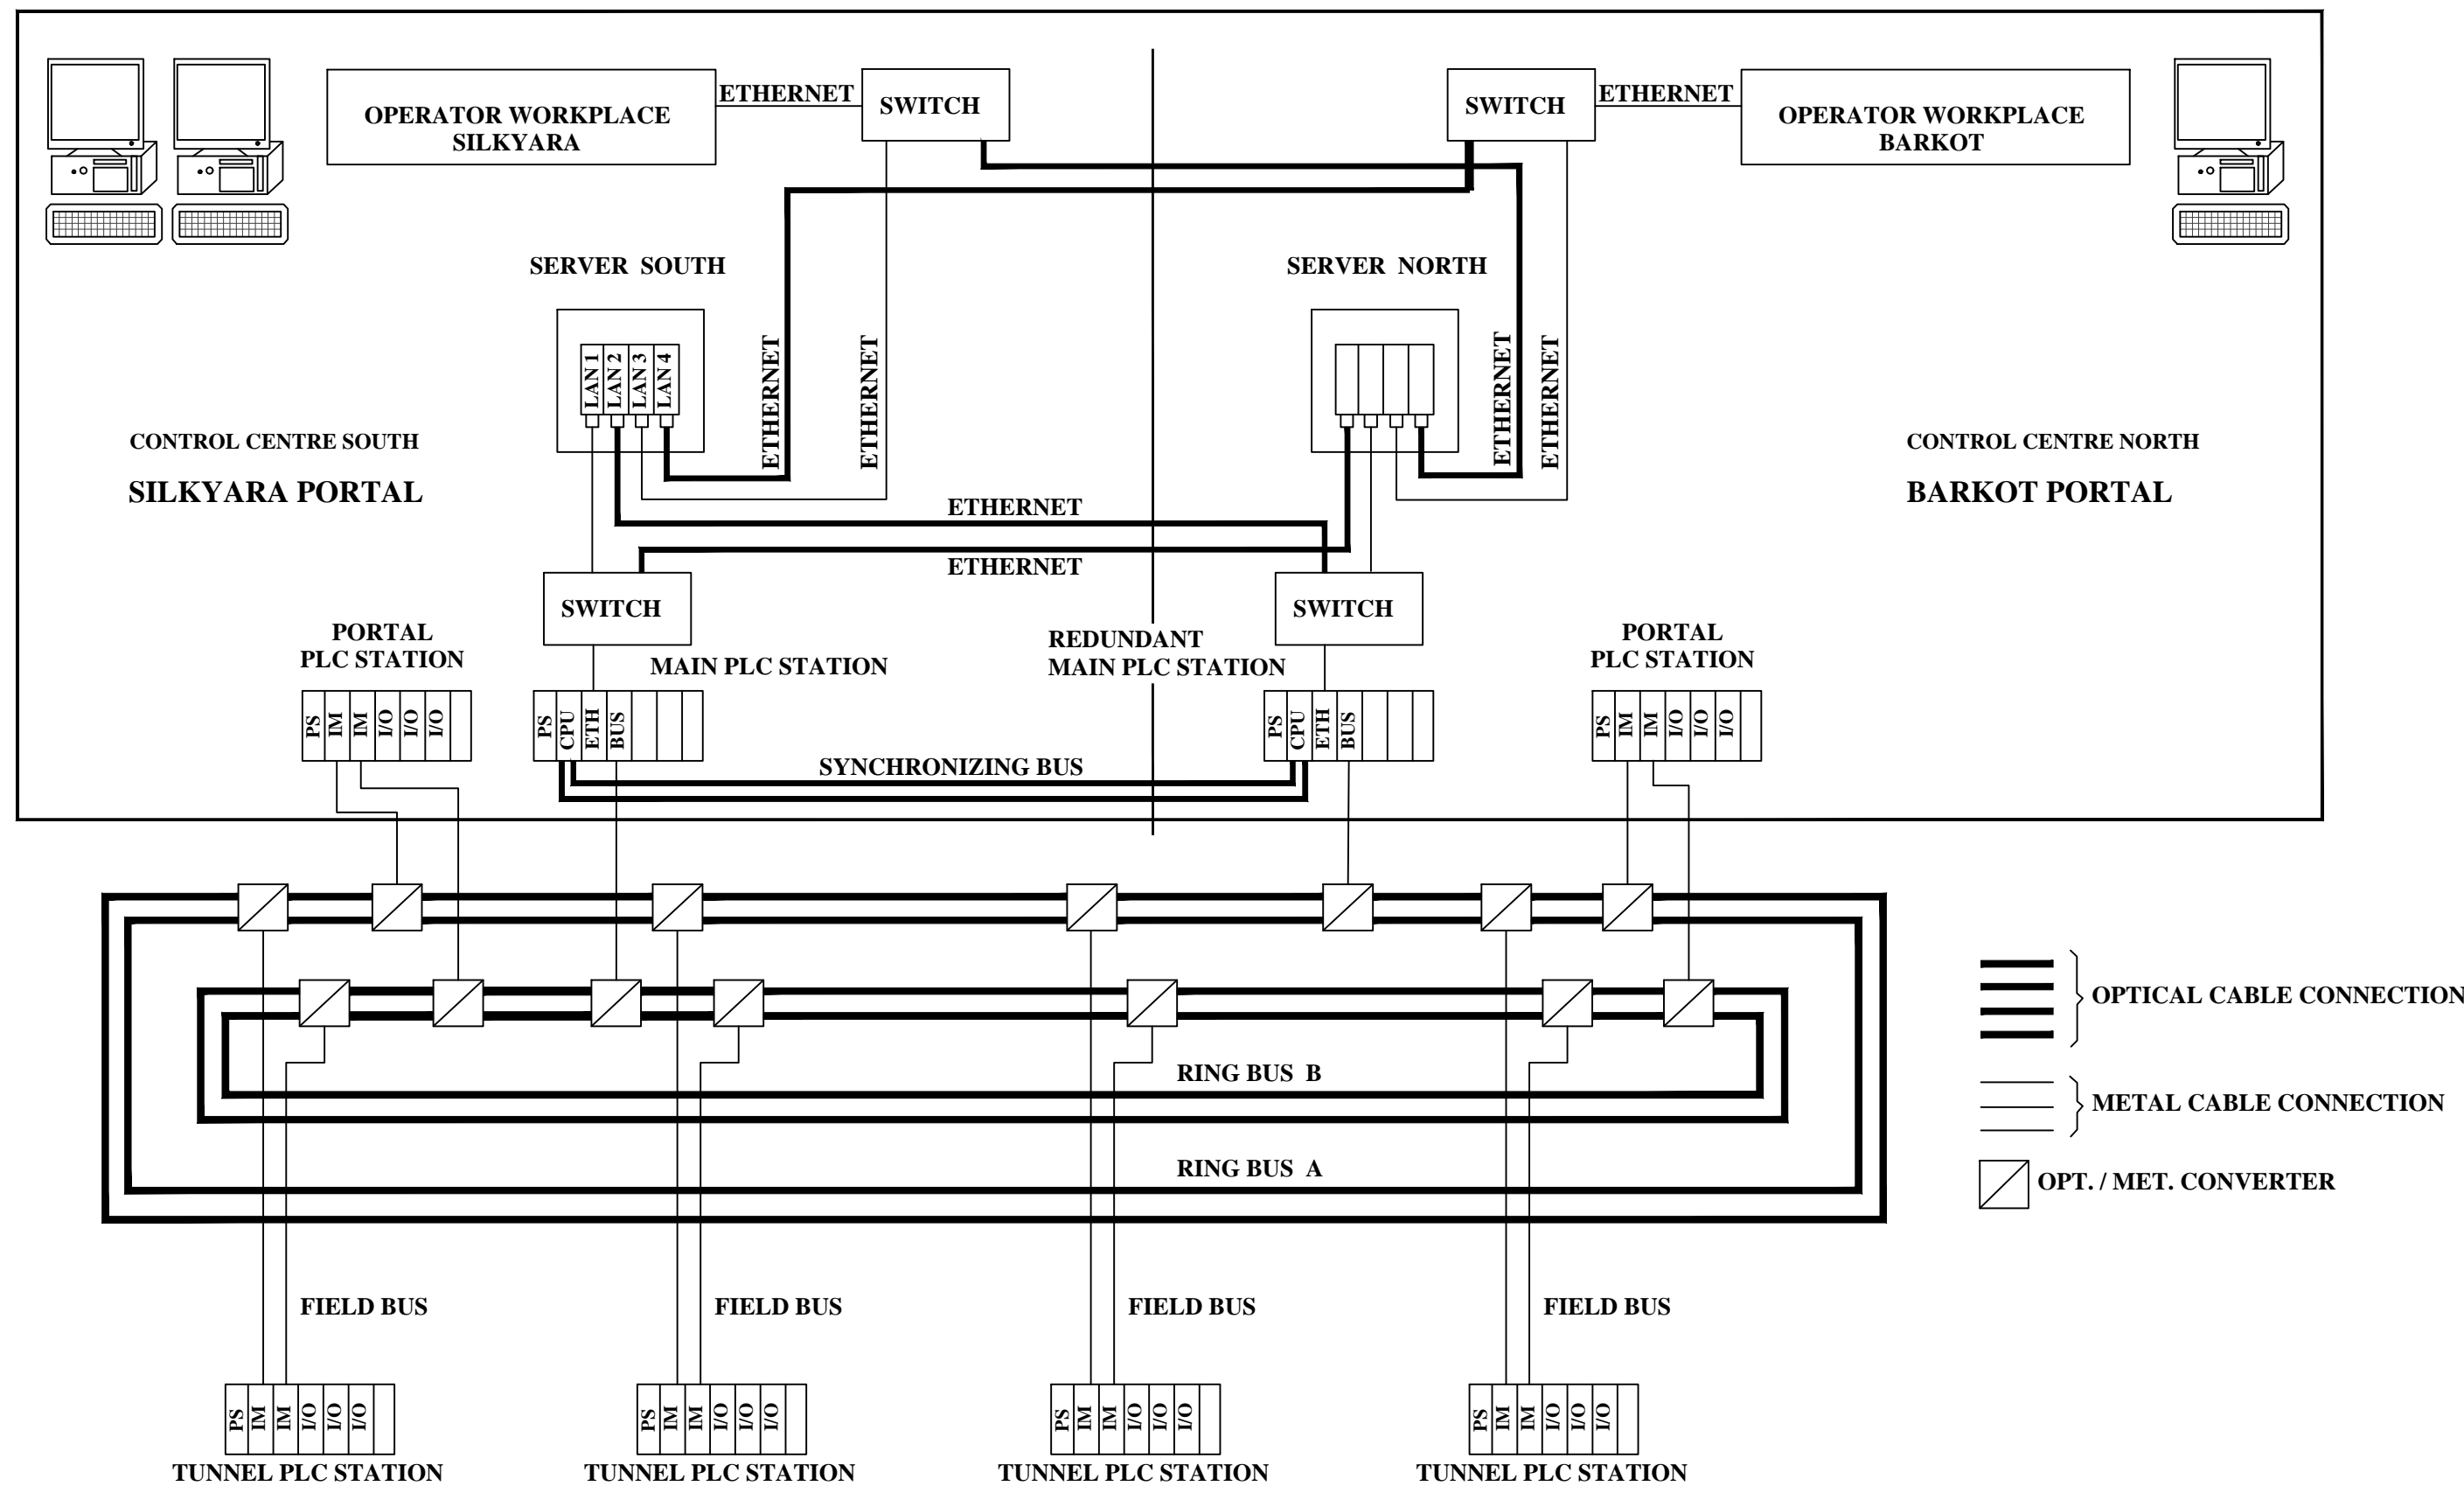 ETHERNET
SWITCH
OPERATOR WORKPLACE
SILKYARA
SWITCH
ETHERNET
OPERATOR WORKPLACE
BARKOT
SERVER SOUTH
SERVER NORTH
LAN 1
LAN 2
LAN 3
LAN 4
ETHERNET
ETHERNET
ETHERNET
ETHERNET
CONTROL CENTRE SOUTH
SILKYARA PORTAL
CONTROL CENTRE NORTH
BARKOT PORTAL
ETHERNET
ETHERNET
SWITCH
SWITCH
PORTAL
PLC STATION
MAIN PLC STATION
REDUNDANT
MAIN PLC STATION
PORTAL
PLC STATION
PS
IM
IM
I/O
I/O
I/O
PS
CPU
ETH
BUS
PS
CPU
ETH
BUS
PS
IM
IM
I/O
I/O
I/O
SYNCHRONIZING BUS
OPTICAL CABLE CONNECTION
RING BUS B
METAL CABLE CONNECTION
RING BUS A
OPT. / MET. CONVERTER
FIELD BUS
FIELD BUS
FIELD BUS
FIELD BUS
PS
IM
IM
I/O
I/O
I/O
PS
IM
IM
I/O
I/O
I/O
PS
IM
IM
I/O
I/O
I/O
PS
IM
IM
I/O
I/O
I/O
TUNNEL PLC STATION
TUNNEL PLC STATION
TUNNEL PLC STATION
TUNNEL PLC STATION